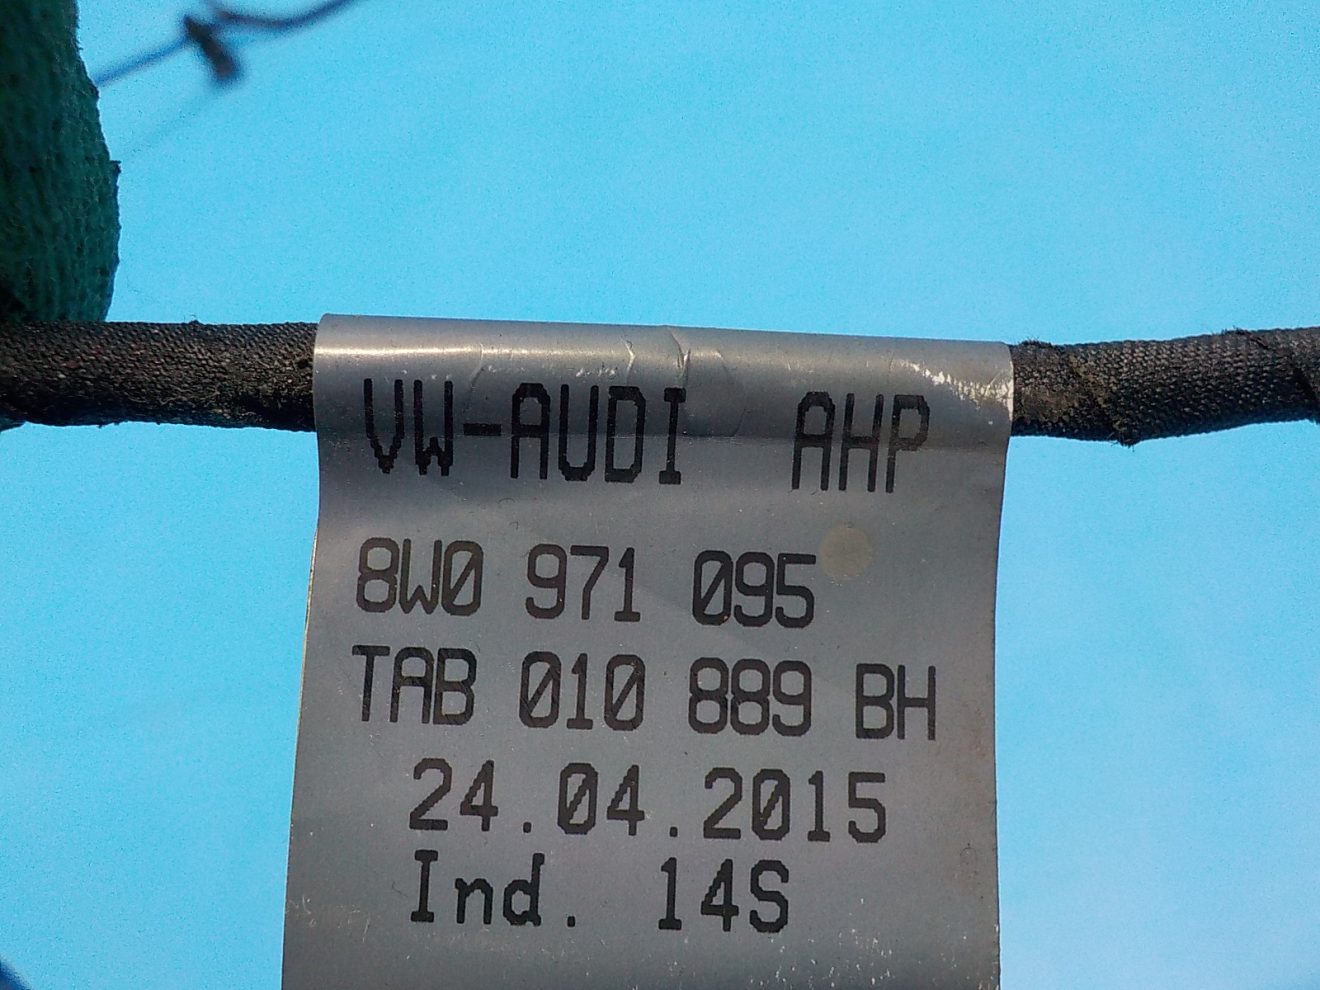 VW-AUDI AHP
8W0 971 095
TAB 010 889 BH
24.04.2015
Ind. 14S